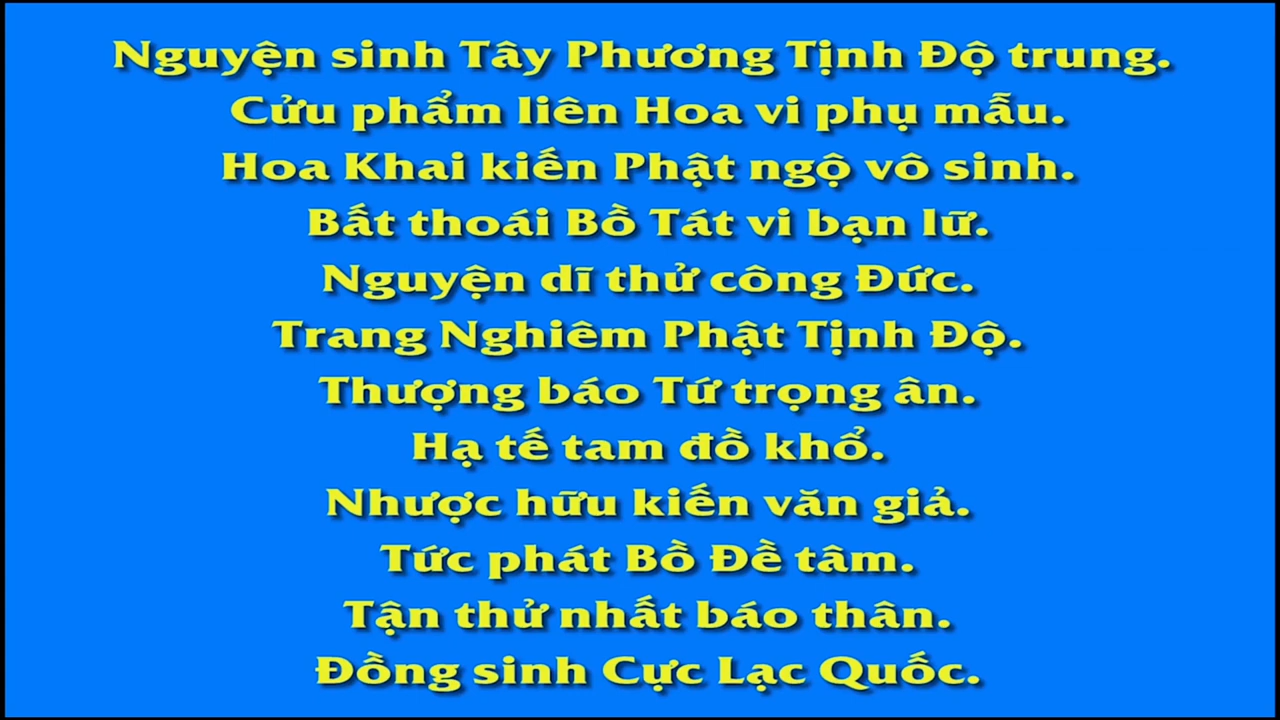 Nguyện sinh Tây Phương Tịnh Độ trung.
Cửu phẩm liên Hoa vi phụ mẫu.
Hoa Khai kiến Phật ngộ vô sinh.
Bất thoái Bồ Tát vi bạn lữ.
Nguyện dĩ thử công Đức.
Trang Nghiêm Phật Tịnh Độ.
Thượng báo Tứ trọng ân.
Hạ tế tam đồ khổ.
Nhược hữu kiến văn giả.
Tức phát Bồ Đề tâm.
Tận thử nhất báo thân.
Đồng sinh Cực Lạc Quốc.